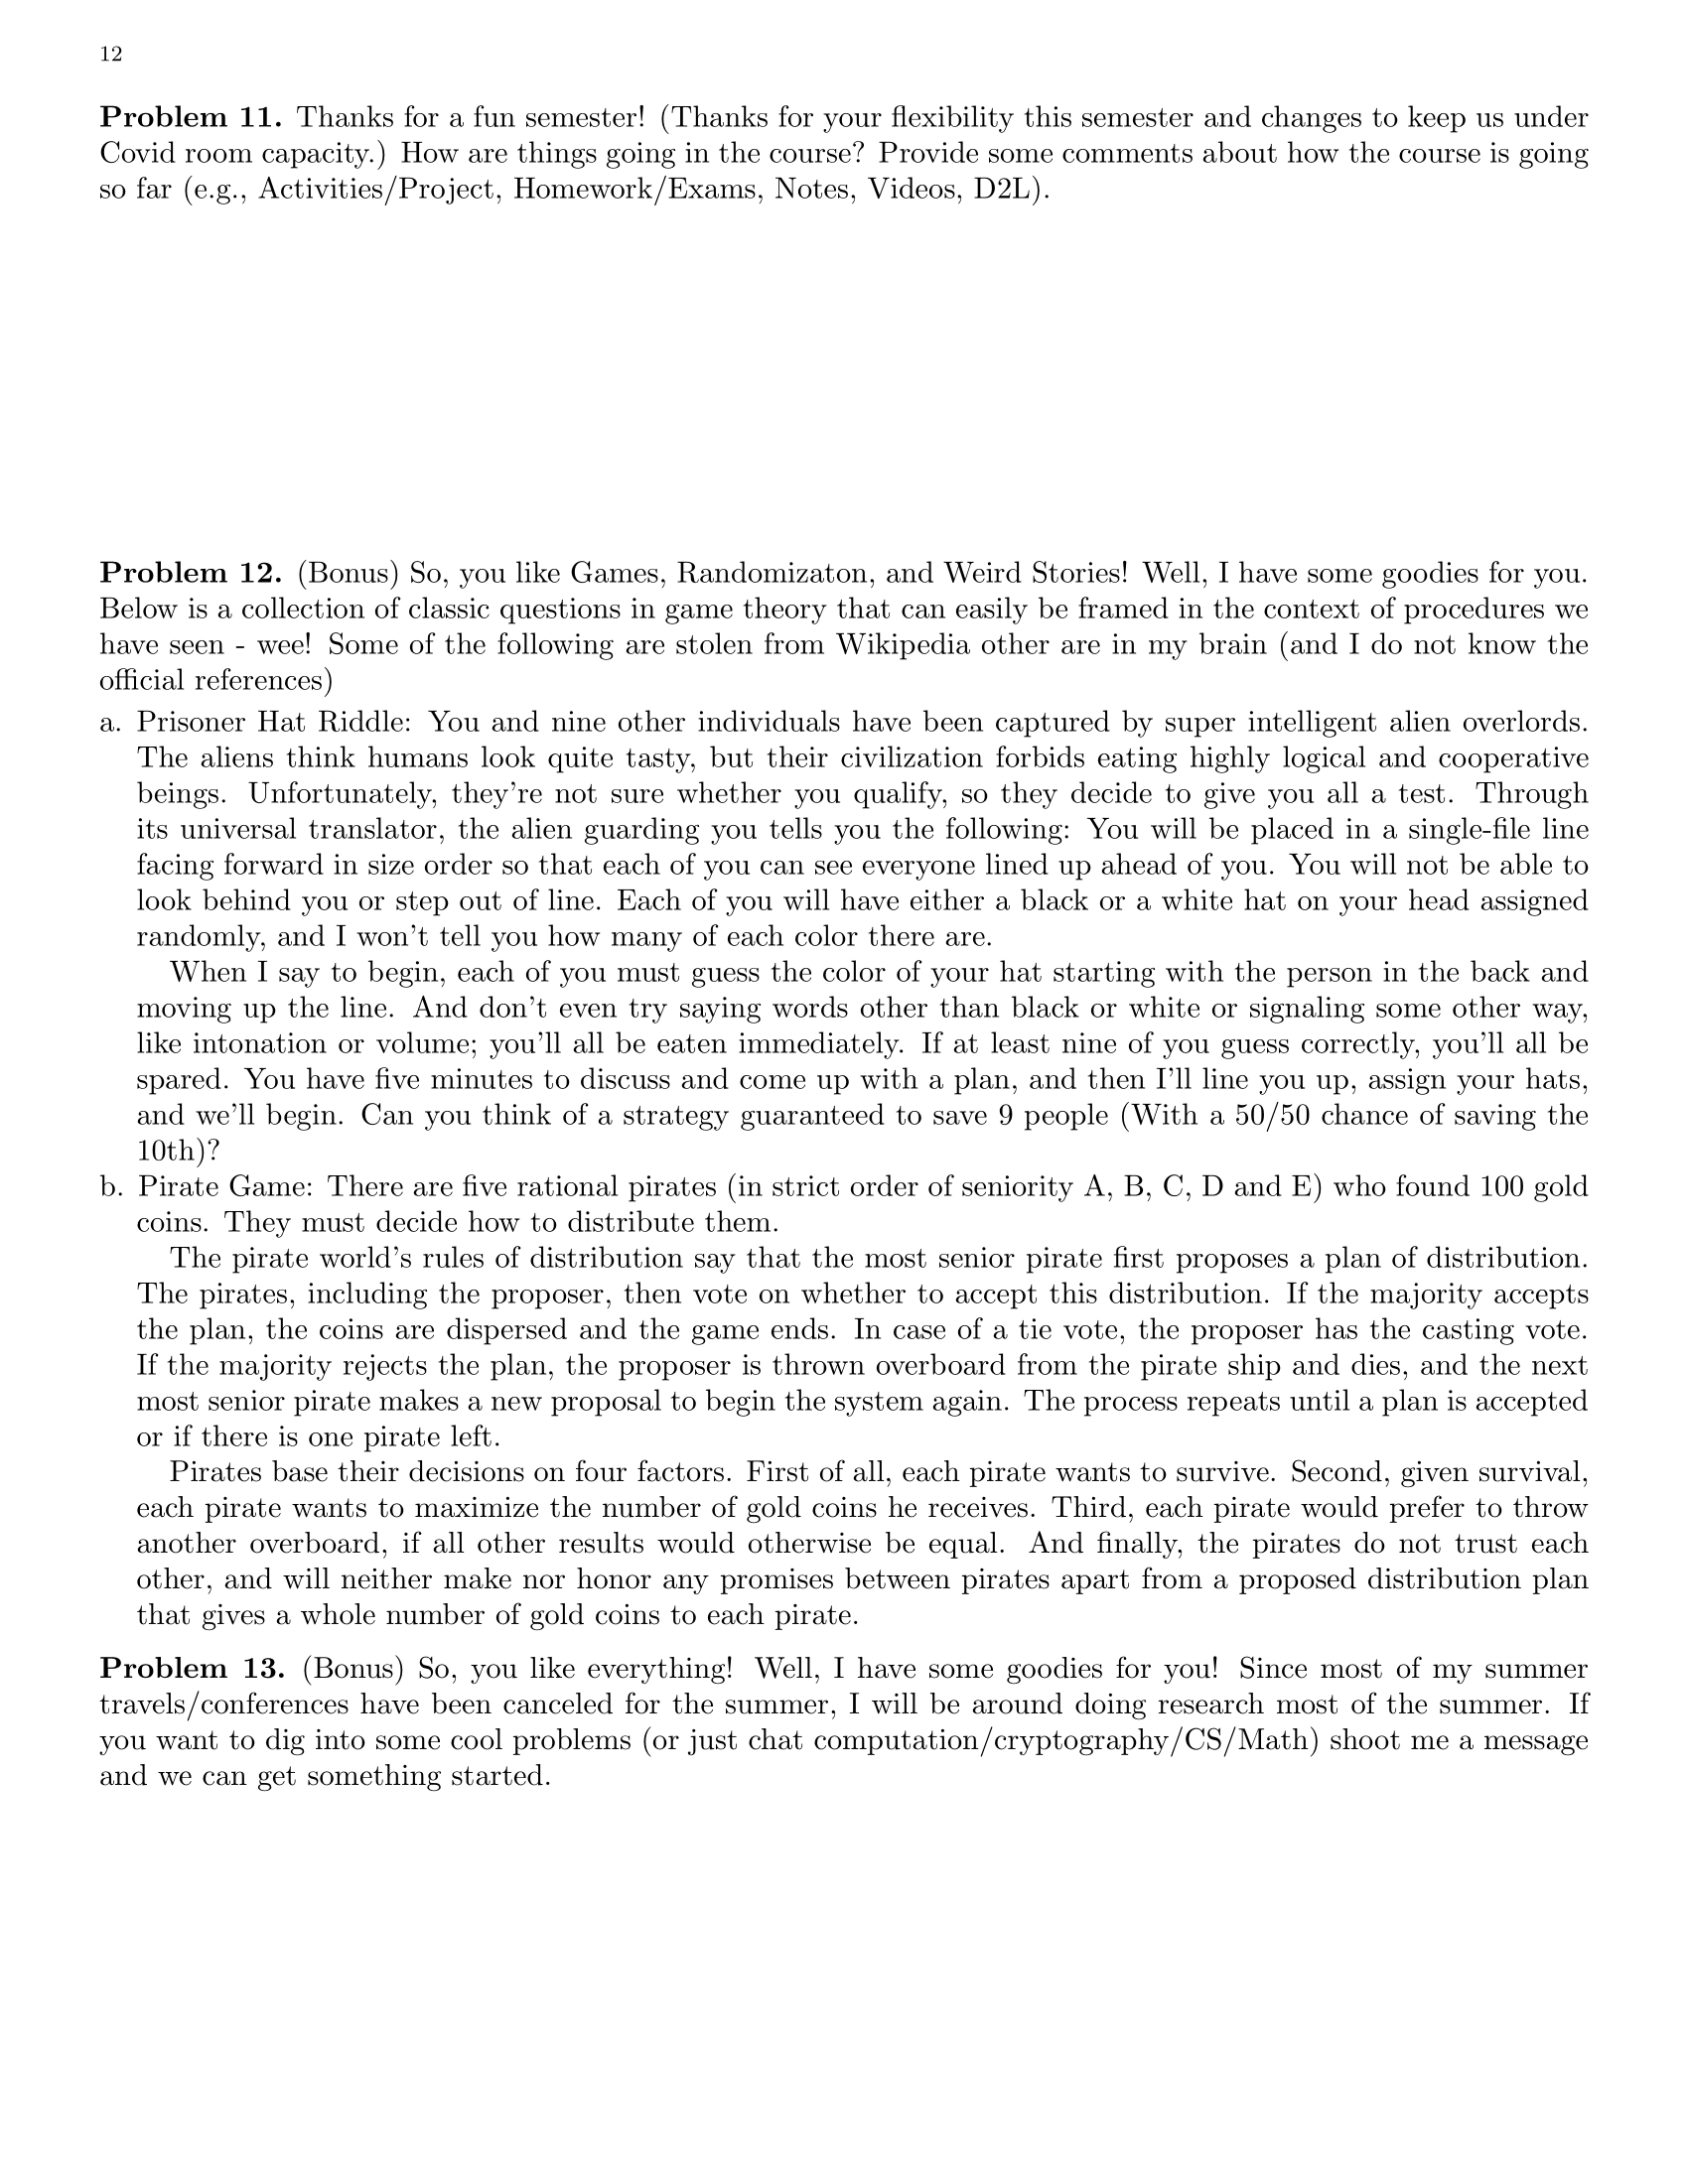 12
Problem 11. Thanks for a fun semester! (Thanks for your flexibility this semester and changes to keep us under
Covid room capacity.) How are things going in the course? Provide some comments about how the course is going
so far (e.g., Activities/Project, Homework/Exams, Notes, Videos, D2L).
Problem 12. (Bonus) So, you like Games, Randomizaton, and Weird Stories! Well, I have some goodies for you.
Below is a collection of classic questions in game theory that can easily be framed in the context of procedures we
have seen - wee! Some of the following are stolen from Wikipedia other are in my brain (and I do not know the
official references)
a. Prisoner Hat Riddle: You and nine other individuals have been captured by super intelligent alien overlords.
The aliens think humans look quite tasty, but their civilization forbids eating highly logical and cooperative
beings. Unfortunately, they're not sure whether you qualify, so they decide to give you all a test. Through
its universal translator, the alien guarding you tells you the following: You will be placed in a single-file line
facing forward in size order so that each of you can see everyone lined up ahead of you. You will not be able to
look behind you or step out of line. Each of you will have either a black or a white hat on your head assigned
randomly, and I won't tell you how many of each color there are.
When I say to begin, each of you must guess the color of your hat starting with the person in the back and
moving up the line. And don't even try saying words other than black or white or signaling some other way,
like intonation or volume; you'll all be eaten immediately. If at least nine of you guess correctly, you'll all be
spared. You have five minutes to discuss and come up with a plan, and then I'll line you up, assign your hats,
and we'll begin. Can you think of a strategy guaranteed to save 9 people (With a 50/50 chance of saving the
10th)?
b. Pirate Game: There are five rational pirates (in strict order of seniority A, B, C, D and E) who found 100 gold
coins. They must decide how to distribute them.
The pirate world's rules of distribution say that the most senior pirate first proposes a plan of distribution.
The pirates, including the proposer, then vote on whether to accept this distribution. If the majority accepts
the plan, the coins are dispersed and the game ends. In case of a tie vote, the proposer has the casting vote.
If the majority rejects the plan, the proposer is thrown overboard from the pirate ship and dies, and the next
most senior pirate makes a new proposal to begin the system again. The process repeats until a plan is accepted
or if there is one pirate left.
Pirates base their decisions on four factors. First of all, each pirate wants to survive. Second, given survival,
each pirate wants to maximize the number of gold coins he receives. Third, each pirate would prefer to throw
another overboard, if all other results would otherwise be equal. And finally, the pirates do not trust each
other, and will neither make nor honor any promises between pirates apart from a proposed distribution plan
that gives a whole number of gold coins to each pirate.
Problem 13. (Bonus) So, you like everything! Well, I have some goodies for you! Since most of my summer
travels/conferences have been canceled for the summer, I will be around doing research most of the summer. If
you want to dig into some cool problems (or just chat computation/cryptography/CS/Math) shoot me a message
and we can get something started.